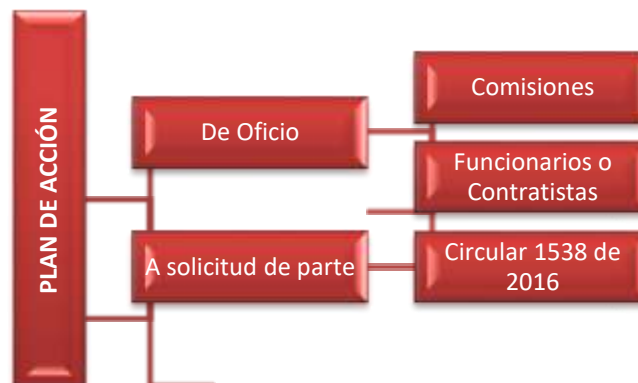 PLAN DE ACCIÓN
De Oficio
A solicitud de parte
Comisiones
Funcionarios o
Contratistas
Circular 1538 de
2016